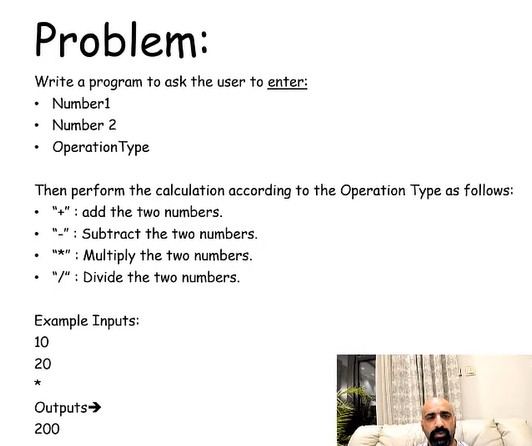 Problem:
Write a program to ask the user to enter:
• Number1
• Number 2
• OperationType
Then perform the calculation according to the Operation Type as follows:
• “+” : add the two numbers.
• “-” : Subtract the two numbers.
• “*” : Multiply the two numbers.
• “/” : Divide the two numbers.
Example Inputs:
10
20
*
Outputs➔
200